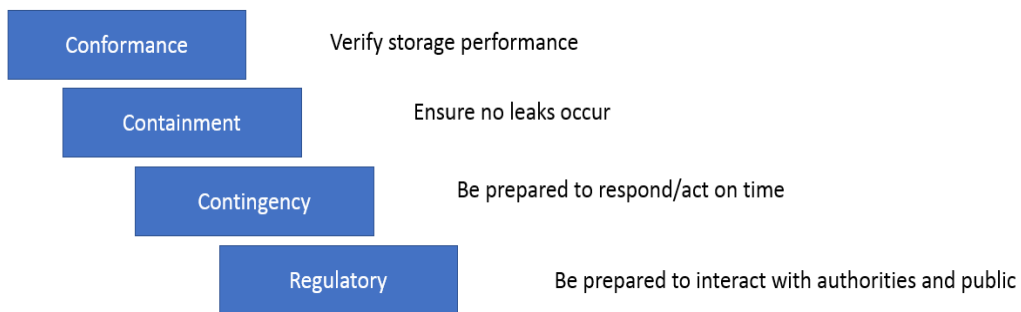 Conformance
Verify storage performance
Containment
Ensure no leaks occur
Contingency
Be prepared to respond/act on time
Regulatory
Be prepared to interact with authorities and public